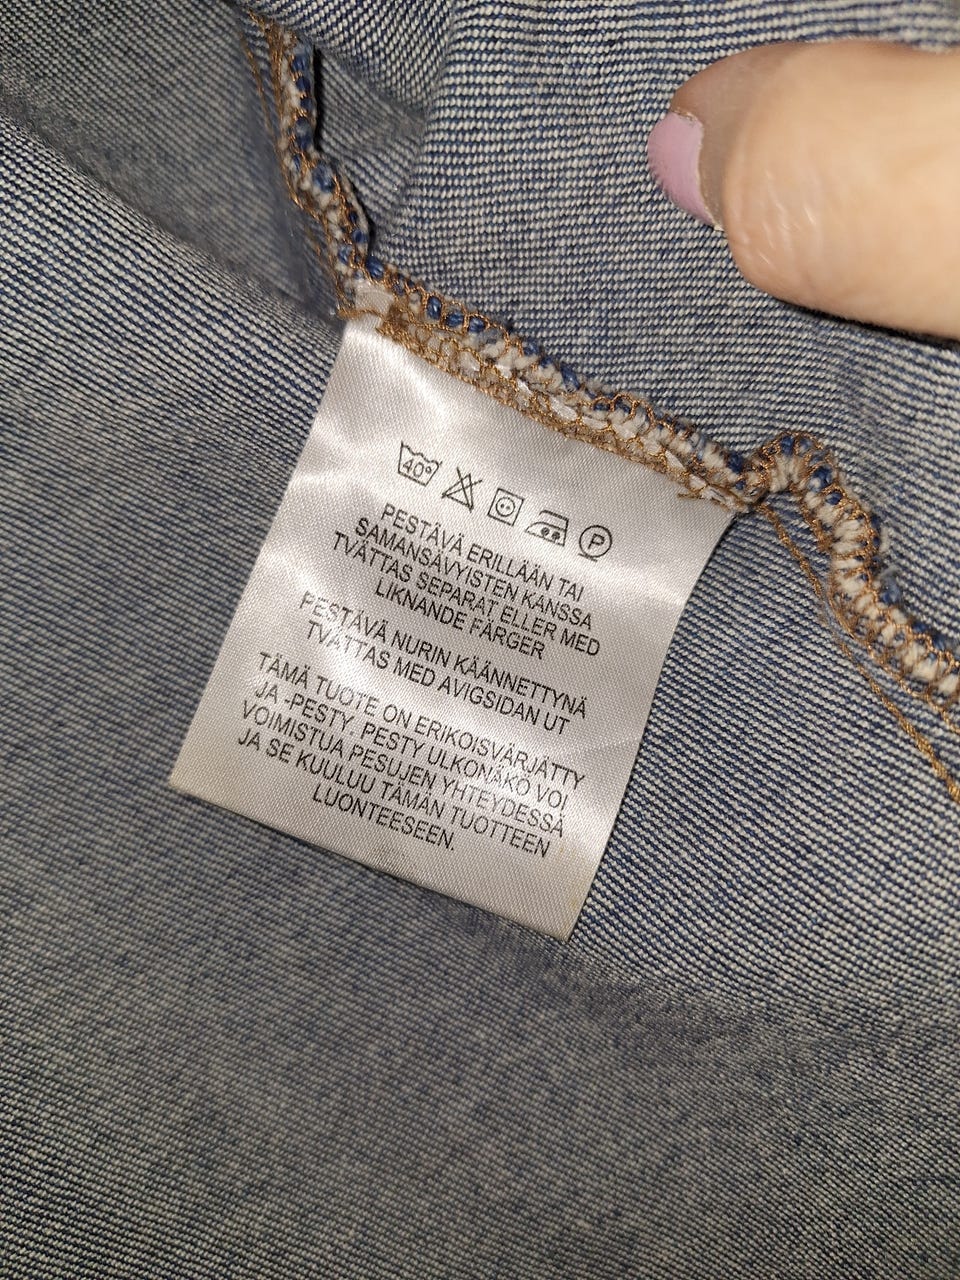 40°
P
PESTÄVÄ ERILLÄÄN TAI
SAMANSÄVYISTEN KANSSA
TVÄTTAS SEPARAT ELLER MED
LIKNANDE FÄRGER
PESTÄVÄ NURIN KÄÄNNETTYNÄ
TVÄTTAS MED AVIGSIDAN UT
TÄMÄ TUOTE ON ERIKOISVÄRJÄTTY
JA -PESTY. PESTY ULKONÄKÖ VOI
VOIMISTUA PESUJEN YHTEYDESSÄ
JA SE KUULUU TÄMÄN TUOTTEEN
LUONTEESEEN.